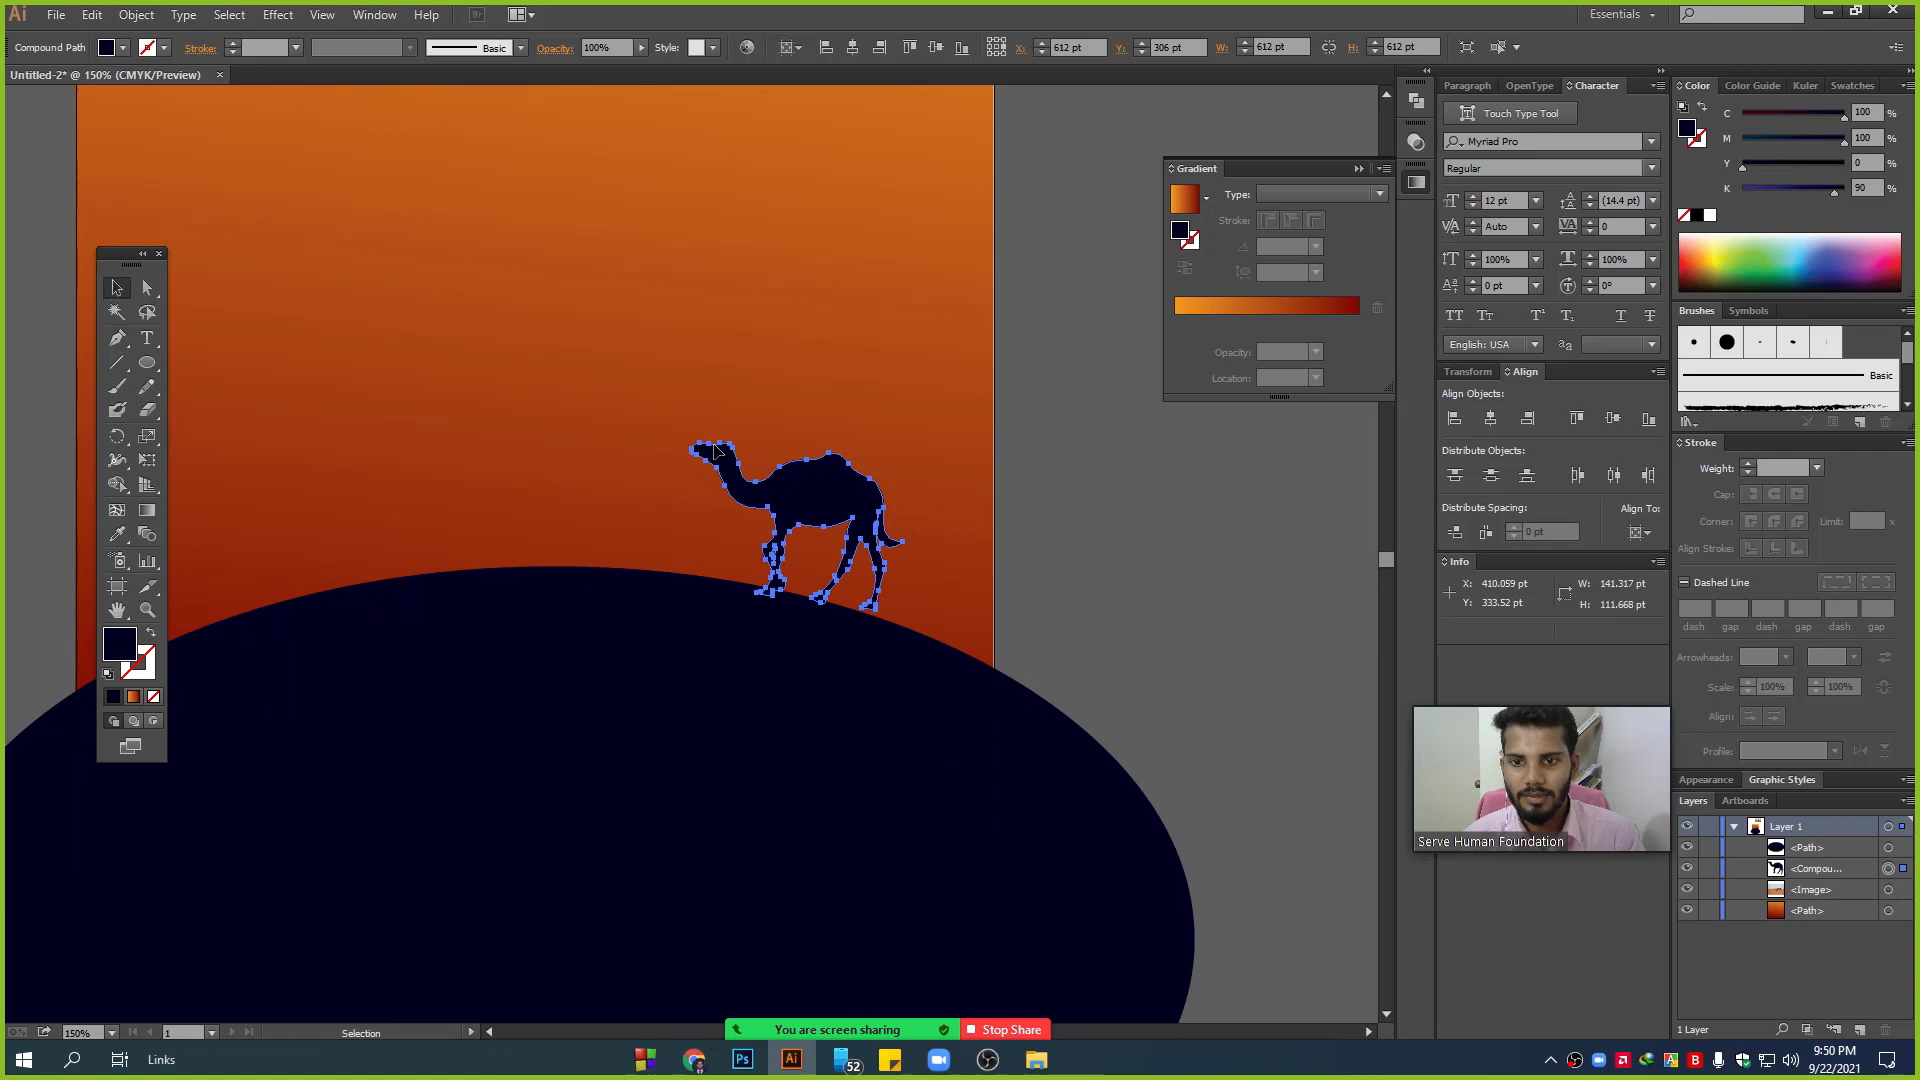 Ai File Edit Object Type Select Effect View Window Help Br Essentials
Compound Path Stroke: Basic Opacity: 100% Style: X: 612 pt Y: 306 pt W: 612 pt H: 612 pt
Untitled-2* @ 150% (CMYK/Preview)
Gradient
Type:
Stroke:
Opacity:
Location:
Paragraph OpenType Character
Touch Type Tool
Myriad Pro
Regular
12 pt (14.4 pt)
Auto 0
100% 100%
0 pt 0°
English: USA
Transform Align
Align Objects:
Distribute Objects:
Distribute Spacing: Align To:
0 pt
Info
X: 410.059 pt W: 141.317 pt
Y: 333.52 pt H: 111.668 pt
Color Color Guide Kuler Swatches
C 100 %
M 100 %
Y 0 %
K 90 %
Brushes Symbols
Basic
Stroke
Weight:
Cap:
Corner: Limit: x
Align Stroke:
Dashed Line
dash gap dash gap dash gap
Arrowheads:
Scale: 100% 100%
Align:
Profile:
Appearance Graphic Styles
Layers Artboards
Layer 1
<Path>
<Compou...
<Image>
<Path>
1 Layer
Serve Human Foundation
150% 1 Selection
You are screen sharing Stop Share
Links
Ps Ai 52
9:50 PM
9/22/2021